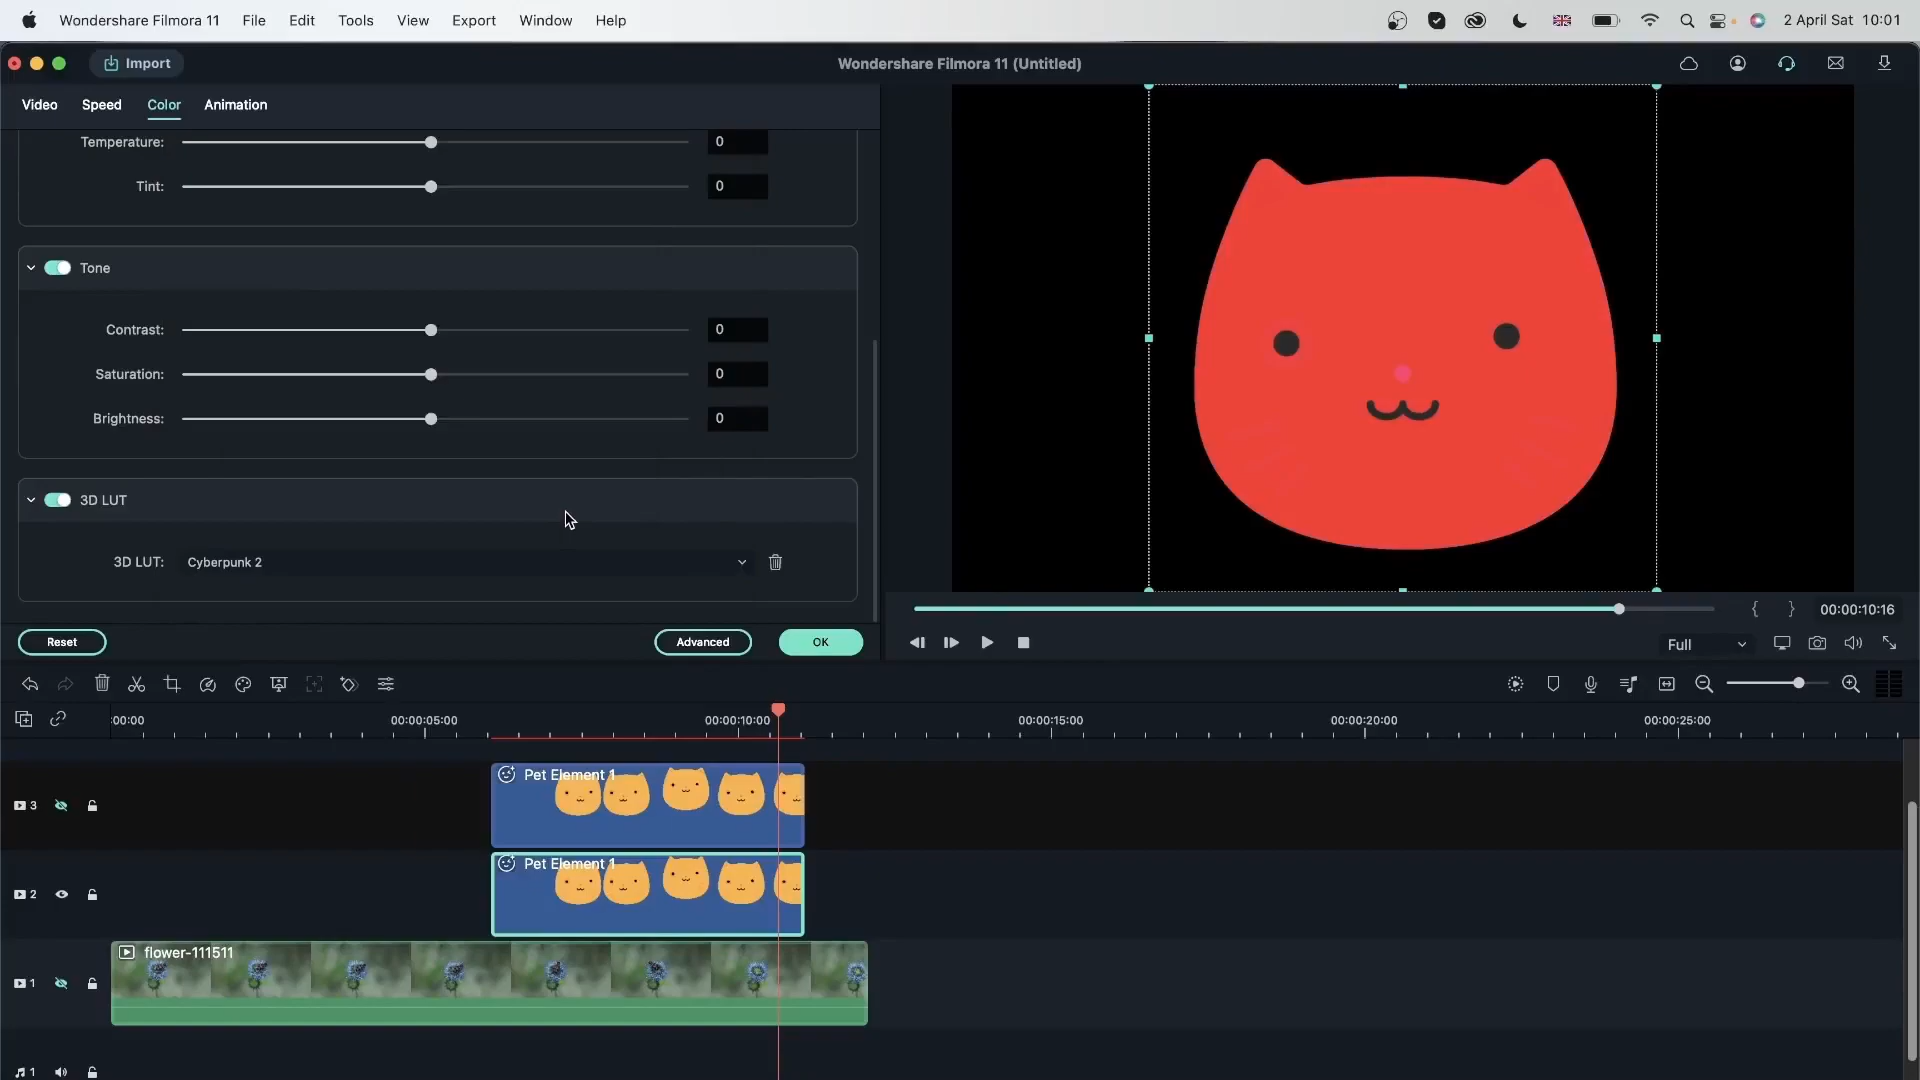 Wondershare Filmora 11 File Edit Tools View Export Window Help 2 April Sat 10:01
Import Wondershare Filmora 11 (Untitled)
Video Speed Color Animation
Temperature: 0
Tint: 0
Tone
Contrast: 0
Saturation: 0
Brightness: 0
3D LUT
3D LUT: Cyberpunk 2
{ } 00:00:10:16
Reset Advanced OK
Full
:00:00 00:00:05:00 00:00:10:00 00:00:15:00 00:00:20:00 00:00:25:00
3 Pet Element 1
2 Pet Element 1
1 flower-111511
1